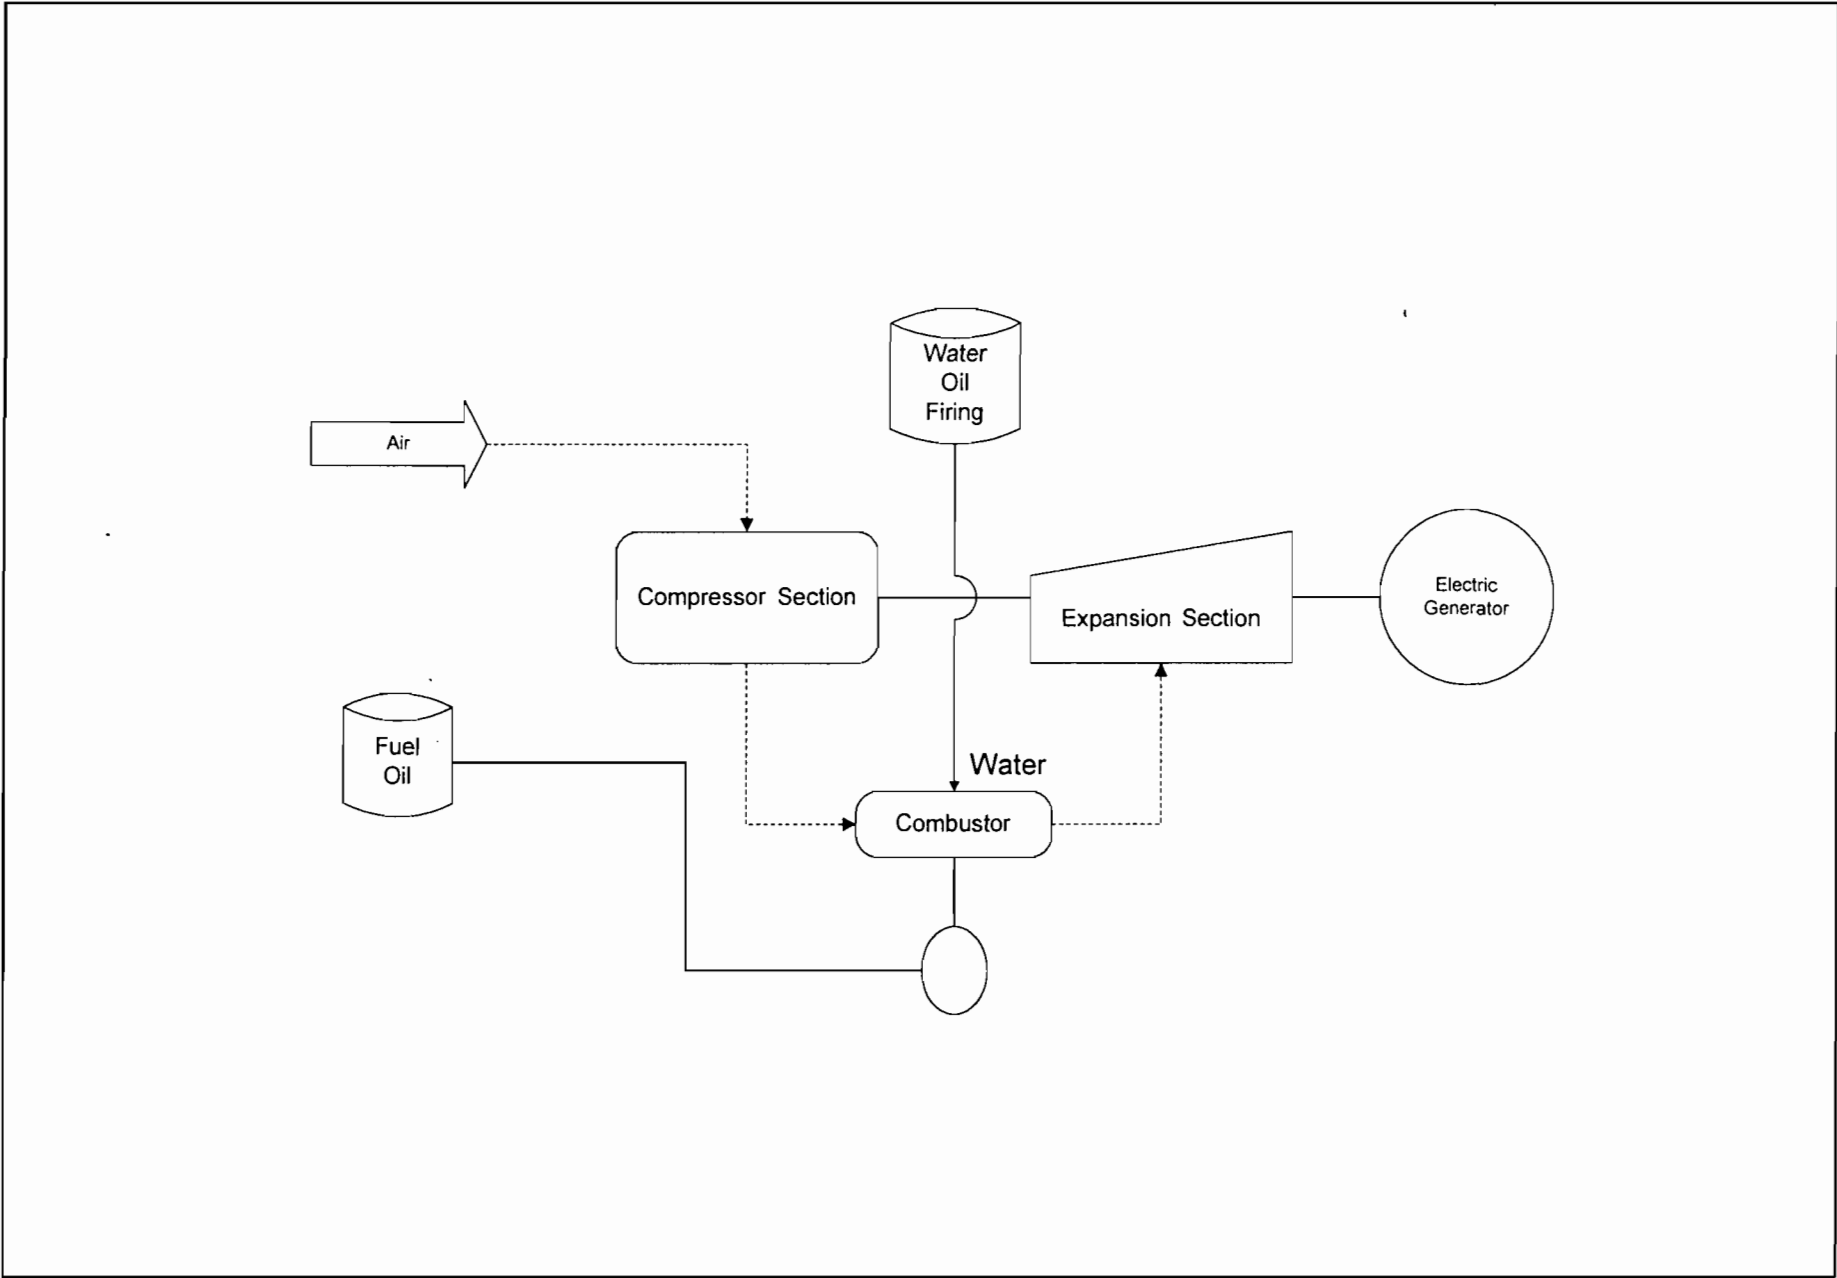 Water
Oil
Firing
Air
Compressor Section
Expansion Section
Electric
Generator
Fuel
Oil
Water
Combustor